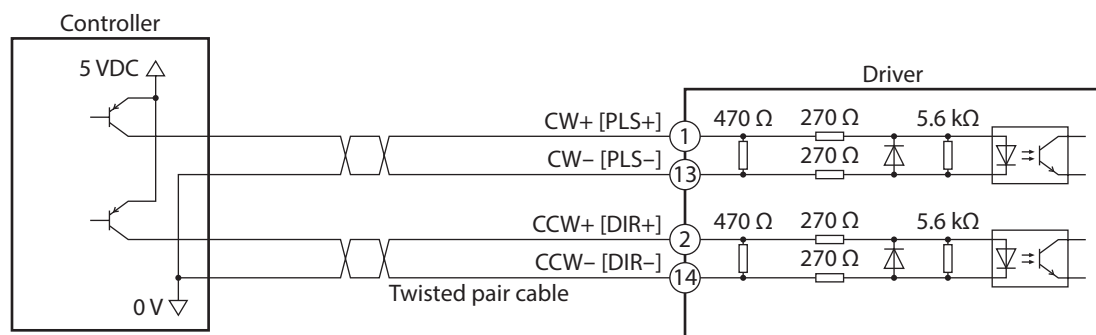 Controller
5 VDC
Driver
CW+ [PLS+]
1
470 Ω
270 Ω
5.6 kΩ
CW– [PLS–]
13
270 Ω
CCW+ [DIR+]
2
470 Ω
270 Ω
5.6 kΩ
CCW– [DIR–]
14
270 Ω
Twisted pair cable
0 V